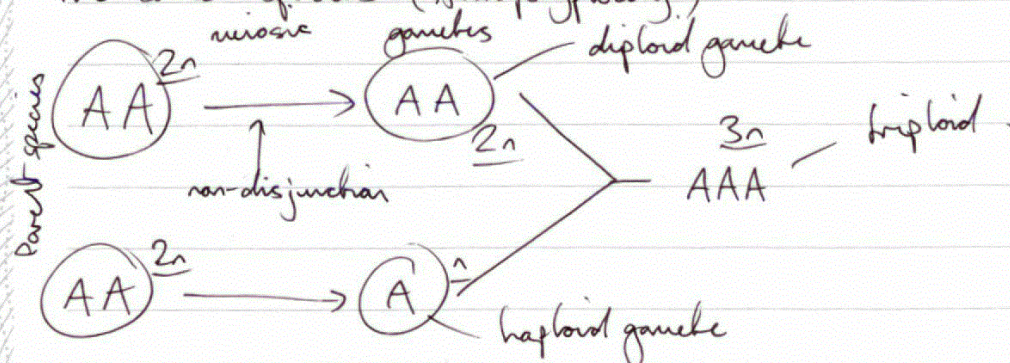 meiosis gametes
diploid gamete
AA 2n
AA 2n
Parent species
non-disjunction
3n
AAA
triploid
AA 2n
A n
haploid gamete